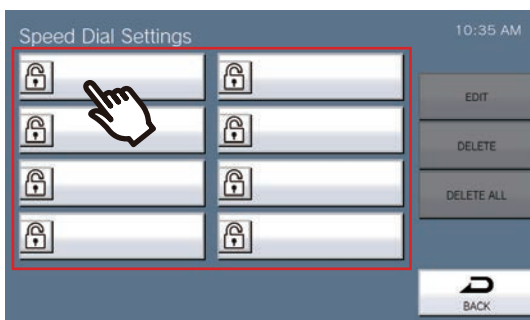 Speed Dial Settings
10:35 AM
EDIT
DELETE
DELETE ALL
BACK